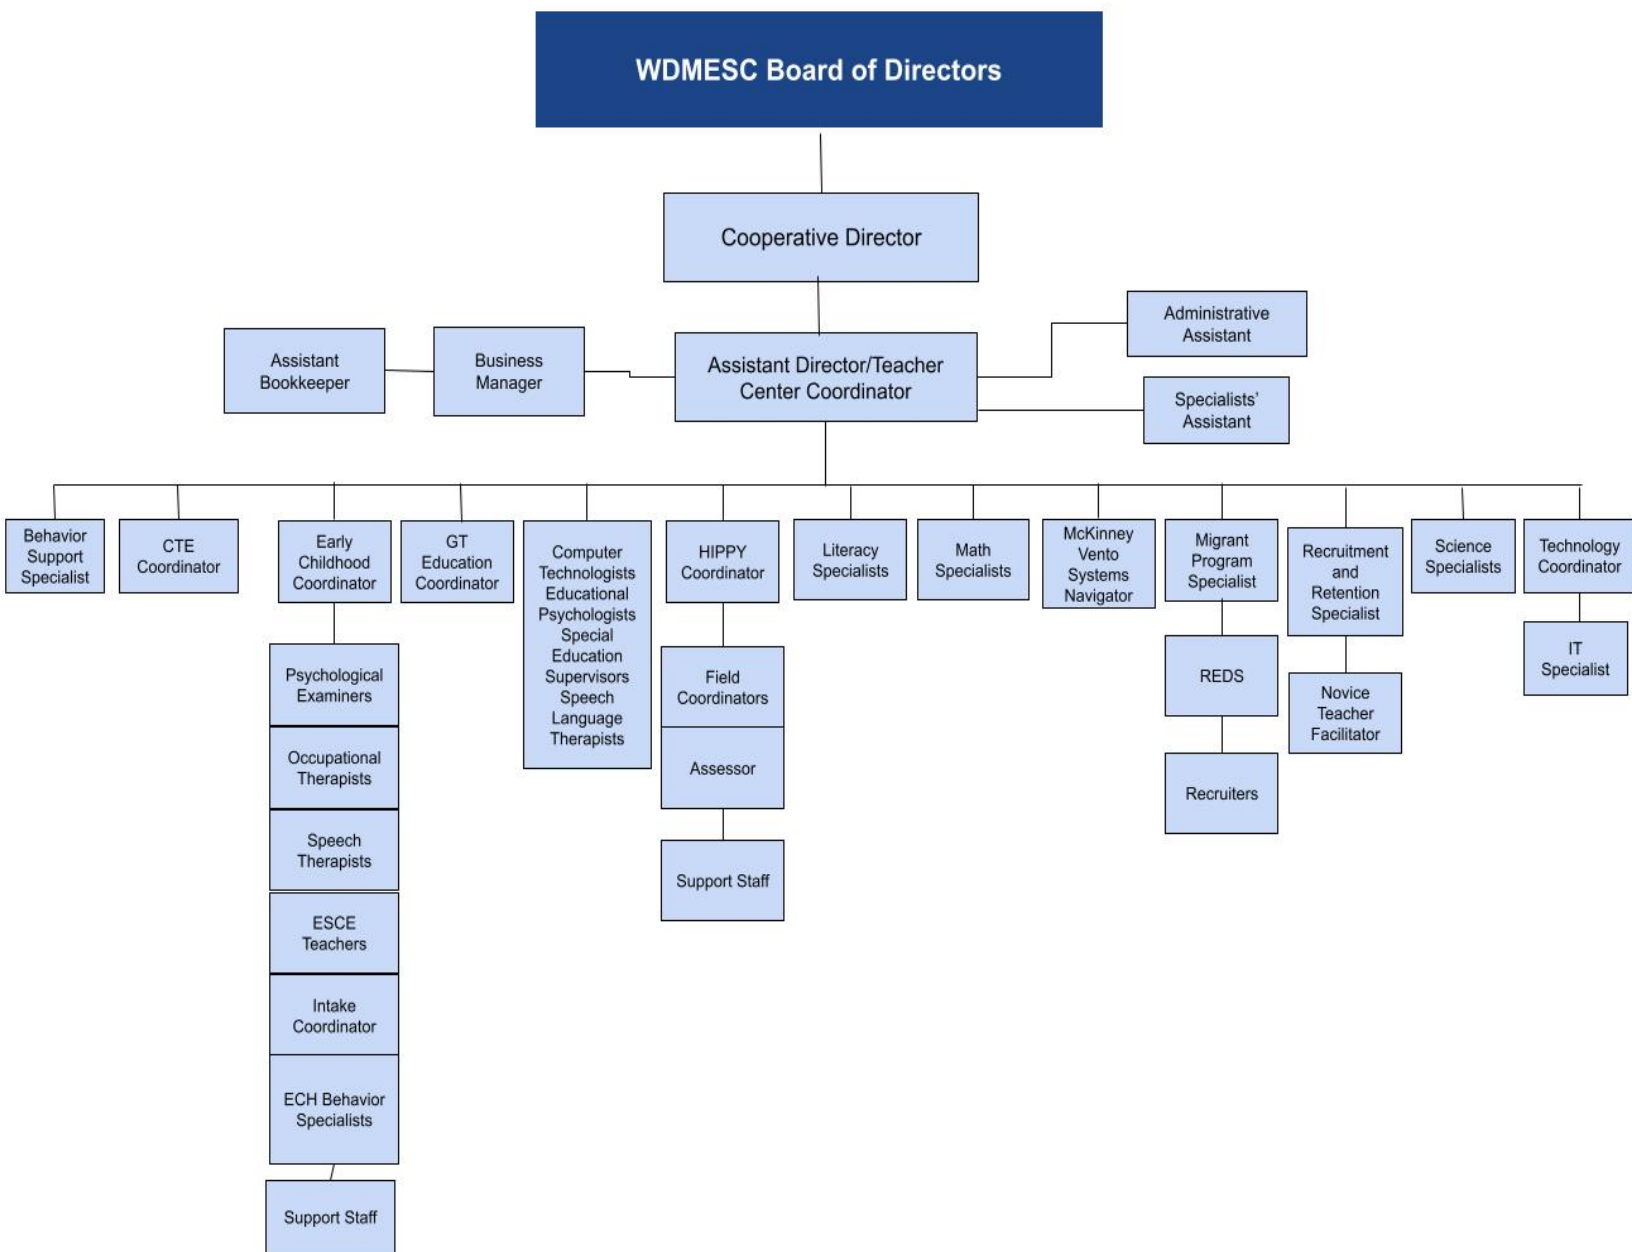 WDMESC Board of Directors
Cooperative Director
Administrative
Assistant
Assistant
Bookkeeper
Business
Manager
Assistant Director/Teacher
Center Coordinator
Specialists’
Assistant
Behavior
Support
Specialist
CTE
Coordinator
Early
Childhood
Coordinator
GT
Education
Coordinator
Computer
Technologists
Educational
Psychologists
Special
Education
Supervisors
Speech
Language
Therapists
HIPPY
Coordinator
Literacy
Specialists
Math
Specialists
McKinney
Vento
Systems
Navigator
Migrant
Program
Specialist
Recruitment
and
Retention
Specialist
Science
Specialists
Technology
Coordinator
Psychological
Examiners
Occupational
Therapists
Speech
Therapists
ESCE
Teachers
Intake
Coordinator
ECH Behavior
Specialists
Support Staff
Field
Coordinators
Assessor
Support Staff
REDS
Recruiters
Novice
Teacher
Facilitator
IT
Specialist